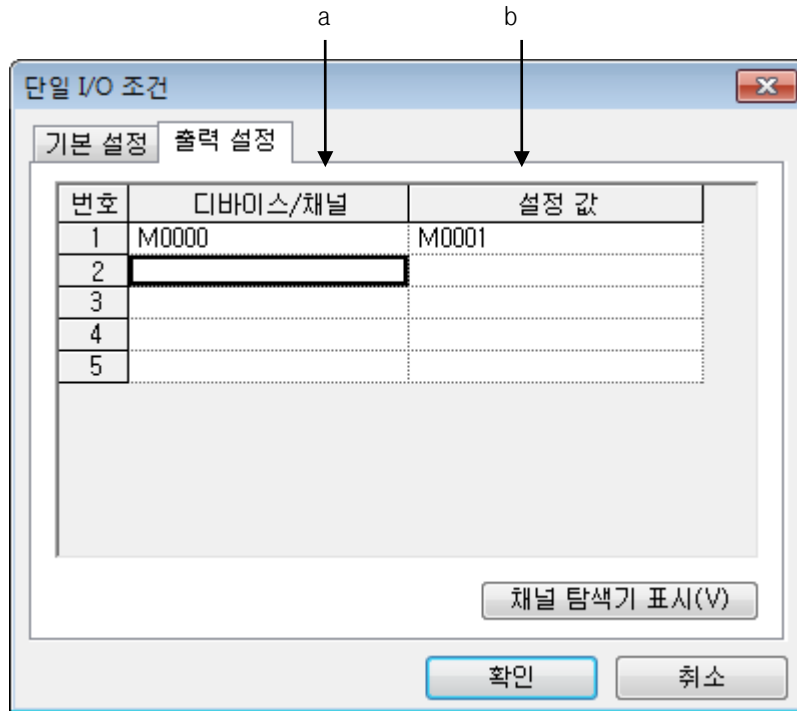 a b
단일 I/O 조건
기본 설정 출력 설정
번호 디바이스/채널 설정 값
1 M0000 M0001
2
3
4
5
채널 탐색기 표시(V)
확인 취소